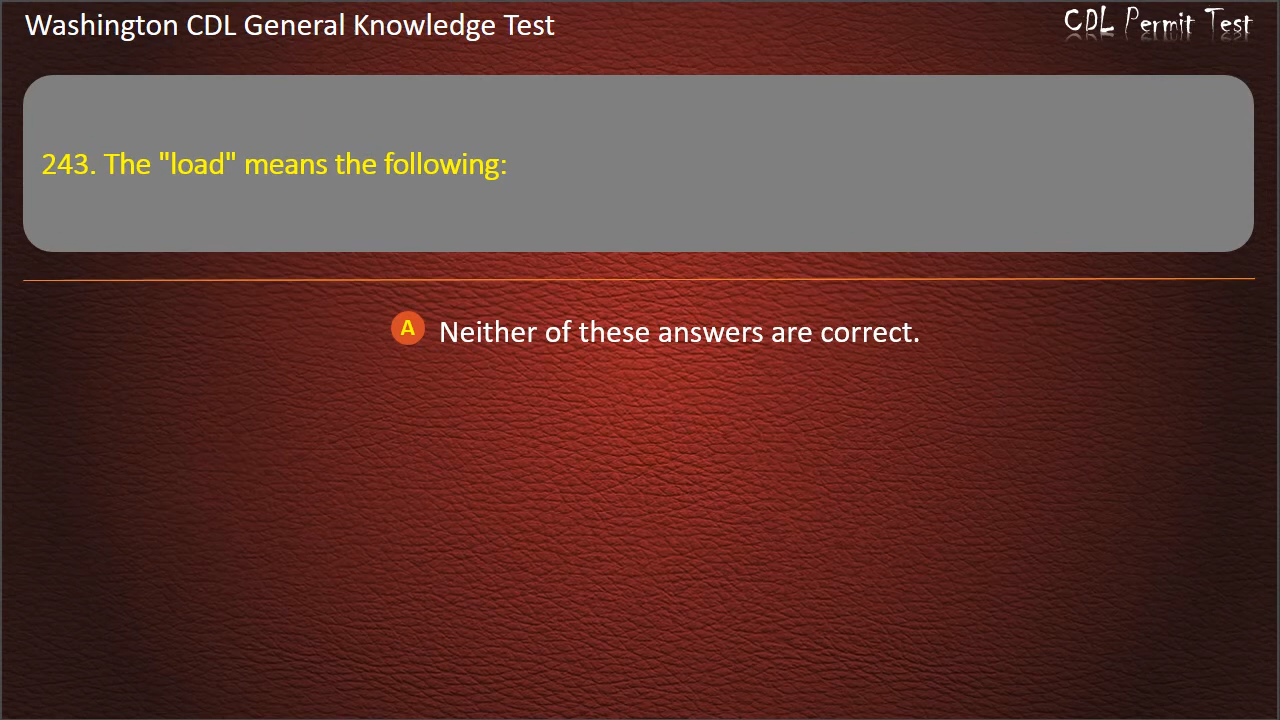 Washington CDL General Knowledge Test
CDL Permit Test
243. The "load" means the following:
A Neither of these answers are correct.